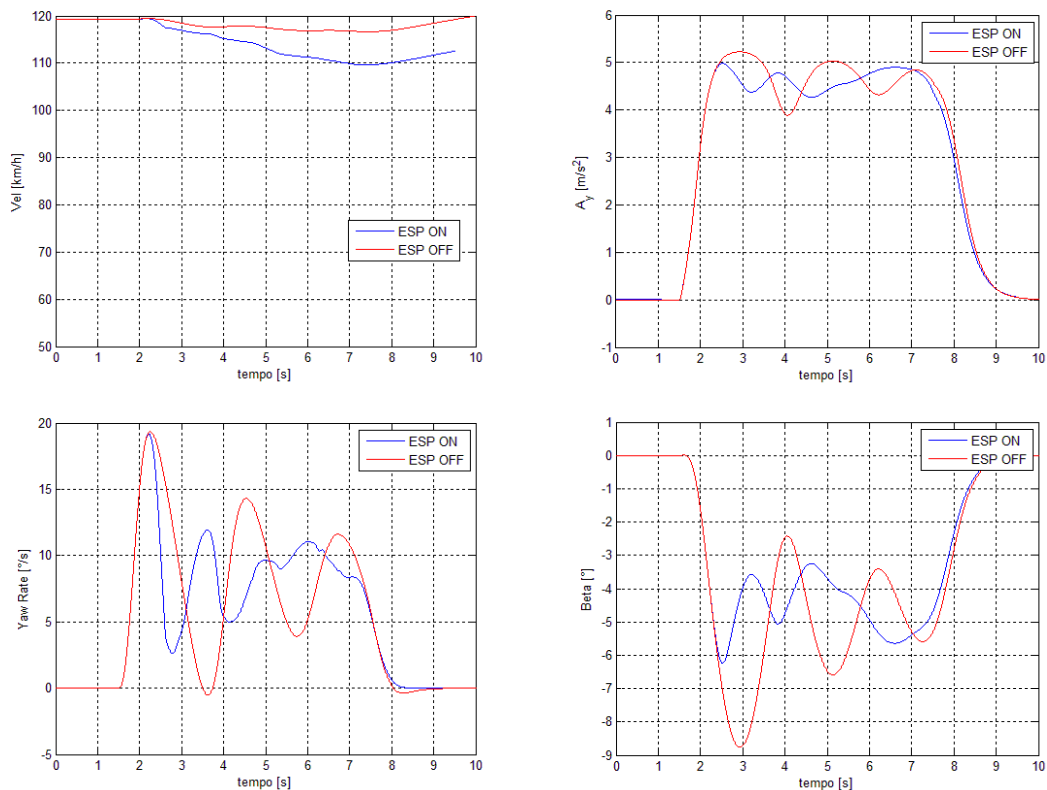 120
110
100
90
80
70
60
50
Vel [km/h]
ESP ON
ESP OFF
0 1 2 3 4 5 6 7 8 9 10
tempo [s]
6
5
4
3
2
1
0
-1
A_y [m/s²]
ESP ON
ESP OFF
0 1 2 3 4 5 6 7 8 9 10
tempo [s]
20
15
10
5
0
-5
Yaw Rate [°/s]
ESP ON
ESP OFF
0 1 2 3 4 5 6 7 8 9 10
tempo [s]
1
0
-1
-2
-3
-4
-5
-6
-7
-8
-9
Beta [°]
ESP ON
ESP OFF
0 1 2 3 4 5 6 7 8 9 10
tempo [s]